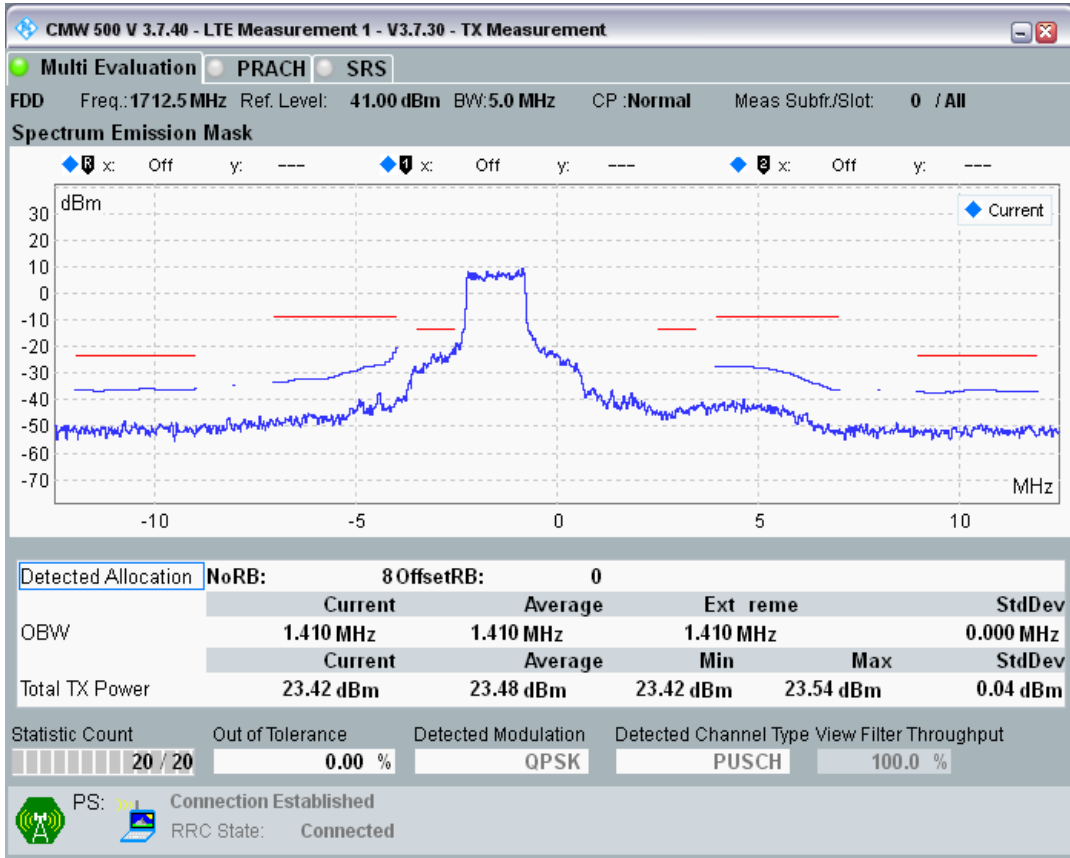 CMW 500 V 3.7.40 - LTE Measurement 1 - V3.7.30 - TX Measurement
Multi Evaluation PRACH SRS
FDD Freq.: 1712.5 MHz Ref. Level: 41.00 dBm BW: 5.0 MHz CP : Normal Meas Subfr./Slot: 0 / All
Spectrum Emission Mask
R x: Off y: --- 1 x: Off y: --- 2 x: Off y: ---
dBm
Current
30
20
10
0
-10
-20
-30
-40
-50
-60
-70
MHz
-10 -5 0 5 10
Detected Allocation NoRB: 8 OffsetRB: 0
Current Average Ext reme StdDev
OBW 1.410 MHz 1.410 MHz 1.410 MHz 0.000 MHz
Current Average Min Max StdDev
Total TX Power 23.42 dBm 23.48 dBm 23.42 dBm 23.54 dBm 0.04 dBm
Statistic Count Out of Tolerance Detected Modulation Detected Channel Type View Filter Throughput
20 / 20 0.00 % QPSK PUSCH 100.0 %
PS: Connection Established
RRC State: Connected